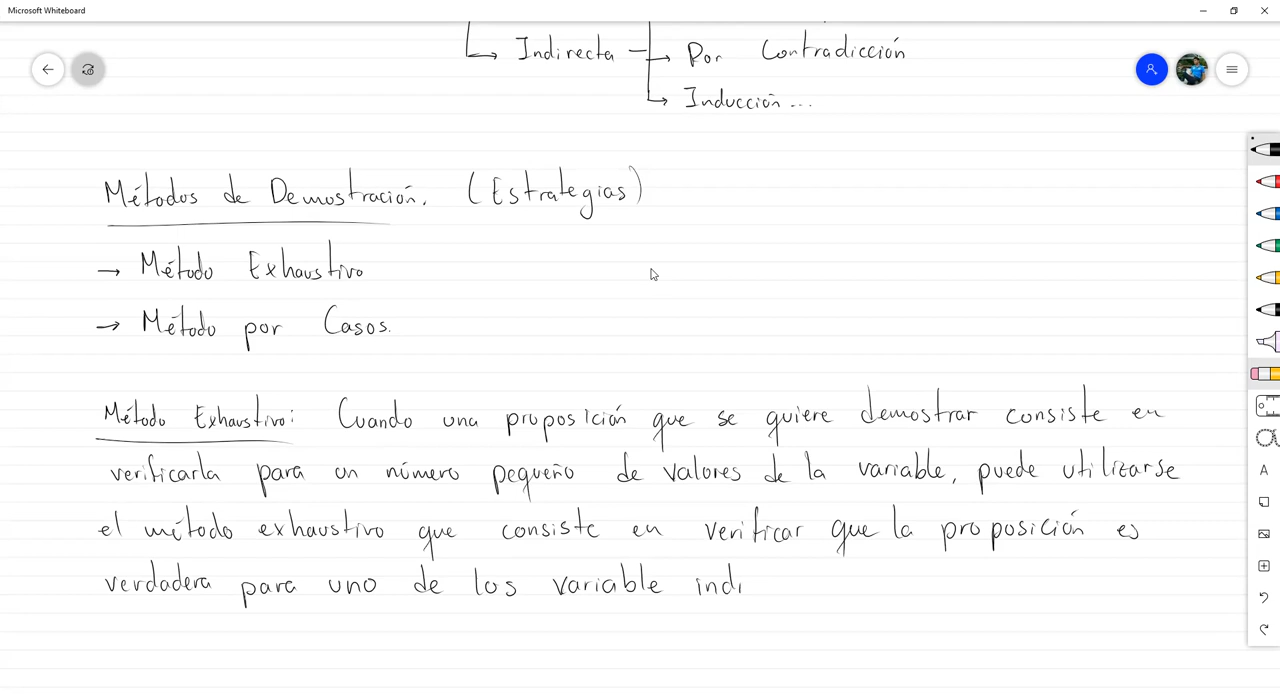 Microsoft Whiteboard
Indirecta
Por Contradicción
Inducción...
Métodos de Demostración. (Estrategias)
→ Método Exhaustivo
→ Método por Casos.
Método Exhaustivo: Cuando una proposición que se quiere demostrar consiste en
verificarla para un número pequeño de valores de la variable, puede utilizarse
el método exhaustivo que consiste en verificar que la proposición es
verdadera para uno de los variable indi
A